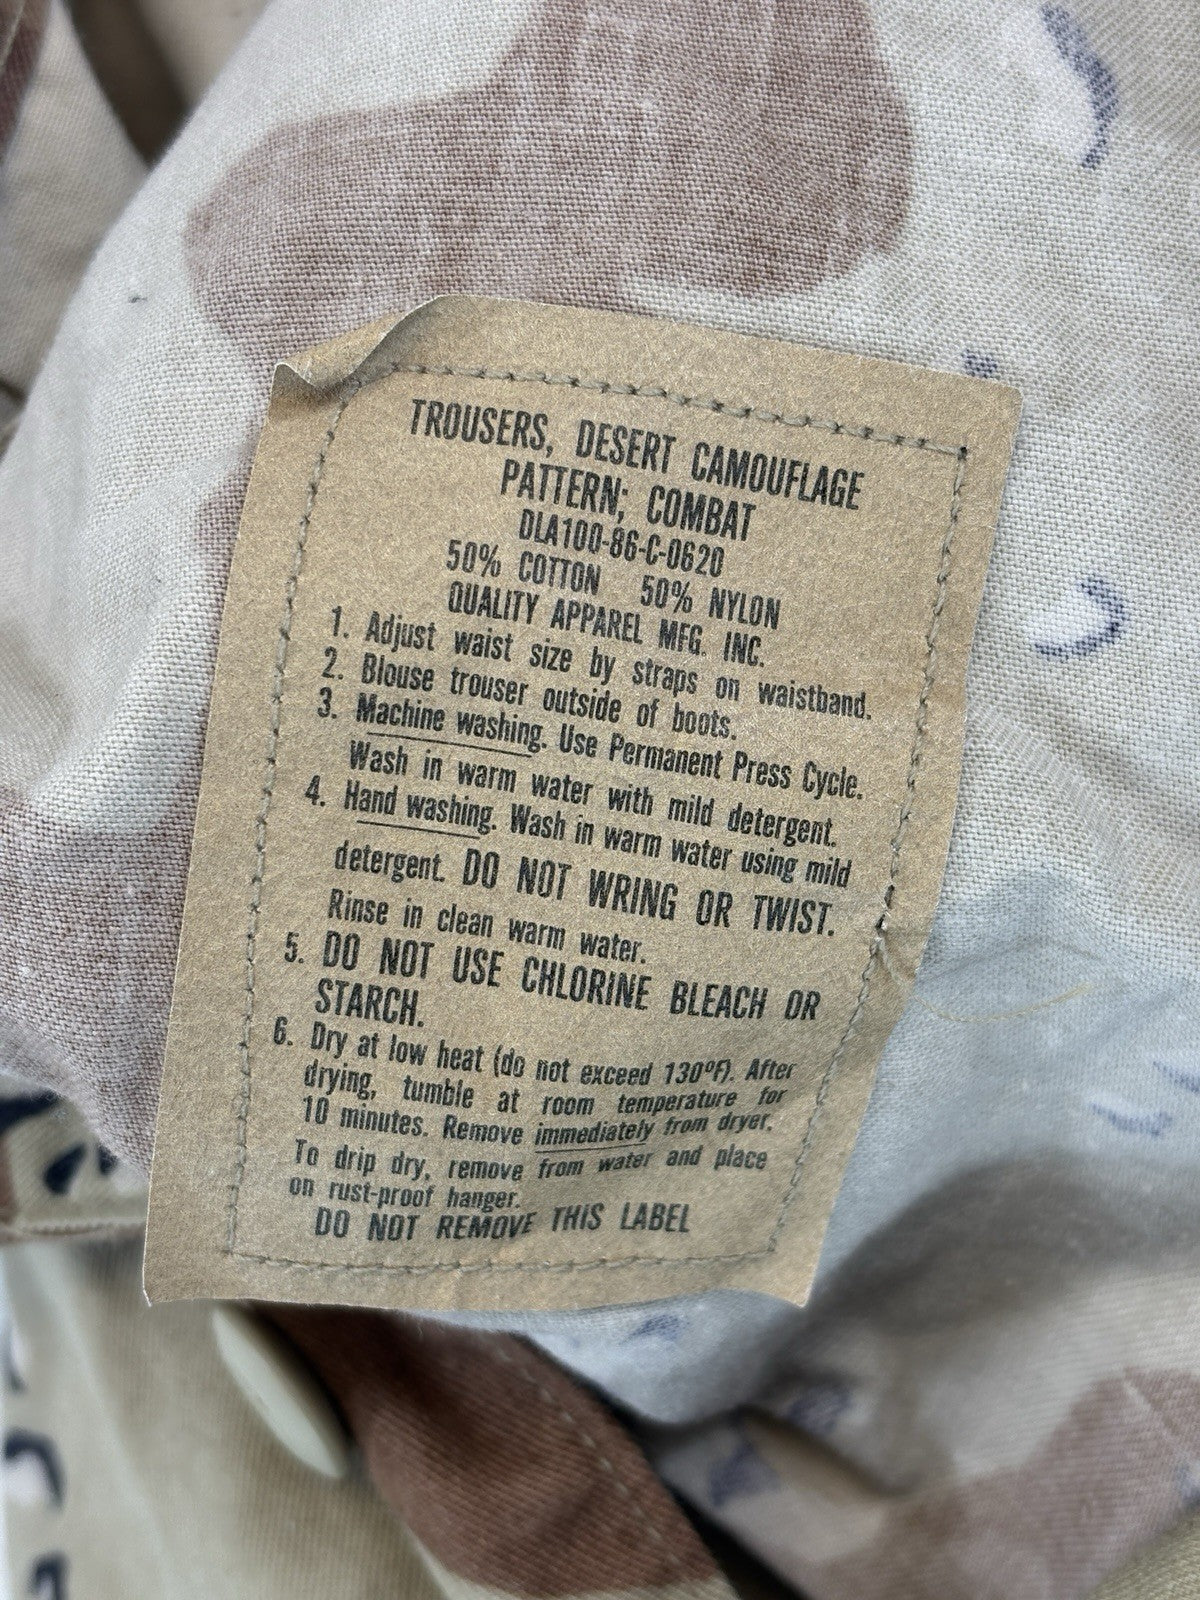 TROUSERS, DESERT CAMOUFLAGE
PATTERN; COMBAT
DLA100-86-C-0620
50% COTTON 50% NYLON
QUALITY APPAREL MFG. INC.
1. Adjust waist size by straps on waistband.
2. Blouse trouser outside of boots.
3. Machine washing. Use Permanent Press Cycle.
Wash in warm water with mild detergent.
4. Hand washing. Wash in warm water using mild
detergent. DO NOT WRING OR TWIST.
Rinse in clean warm water.
5. DO NOT USE CHLORINE BLEACH OR
STARCH.
6. Dry at low heat (do not exceed 130ºF). After
drying, tumble at room temperature for
10 minutes. Remove immediately from dryer.
To drip dry, remove from water and place
on rust-proof hanger.
DO NOT REMOVE THIS LABEL